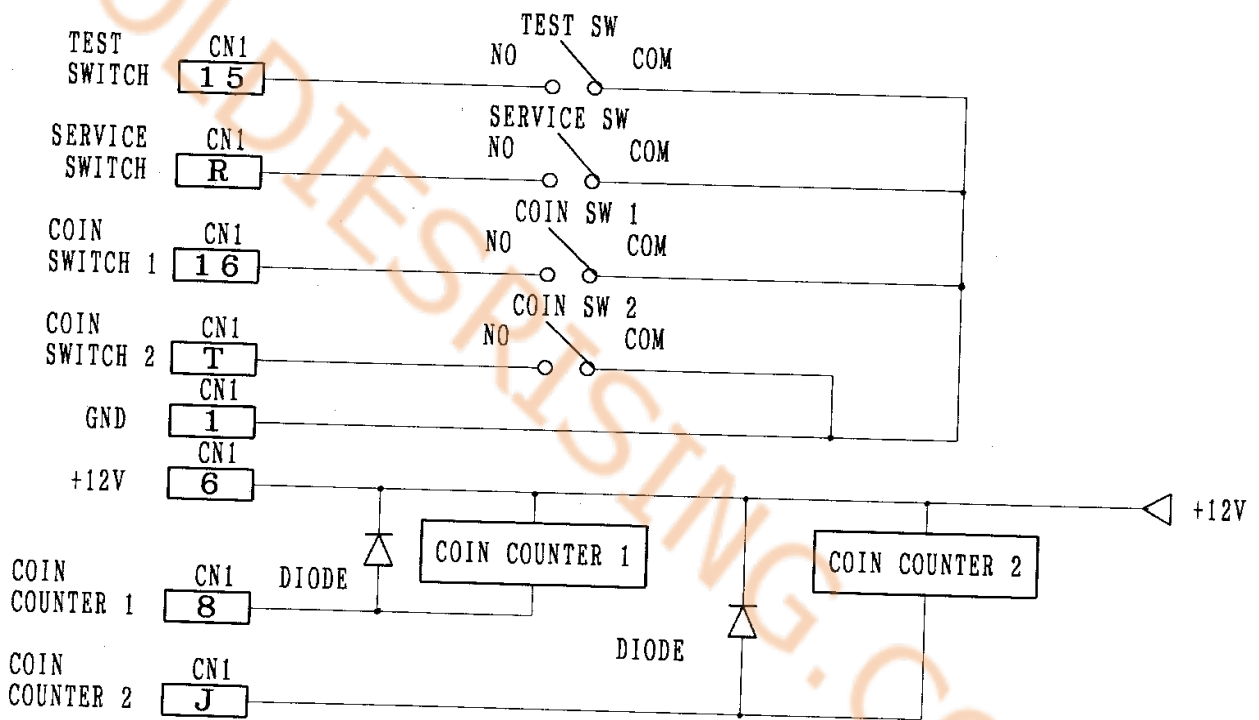 TEST SW
TEST
SWITCH
CN1
15
NO
COM
SERVICE SW
SERVICE
SWITCH
CN1
R
NO
COM
COIN SW 1
COIN
SWITCH 1
CN1
16
NO
COM
COIN SW 2
COIN
SWITCH 2
CN1
T
NO
COM
GND
CN1
1
+12V
CN1
6
+12V
COIN COUNTER 1
COIN COUNTER 2
COIN
COUNTER 1
CN1
8
DIODE
DIODE
COIN
COUNTER 2
CN1
J
OLDIESRISING.CO